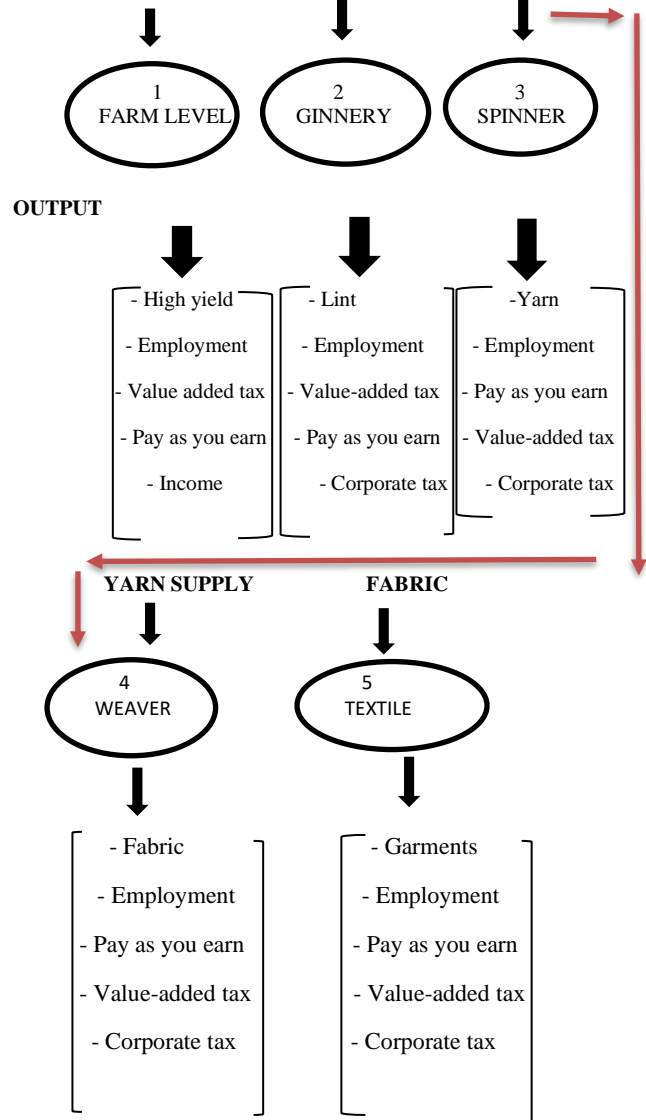 1
FARM LEVEL
2
GINNERY
3
SPINNER
OUTPUT
- High yield
- Employment
- Value added tax
- Pay as you earn
- Income
- Lint
- Employment
- Value-added tax
- Pay as you earn
- Corporate tax
-Yarn
- Employment
- Pay as you earn
- Value-added tax
- Corporate tax
YARN SUPPLY
FABRIC
4
WEAVER
5
TEXTILE
- Fabric
- Employment
- Pay as you earn
- Value-added tax
- Corporate tax
- Garments
- Employment
- Pay as you earn
- Value-added tax
- Corporate tax